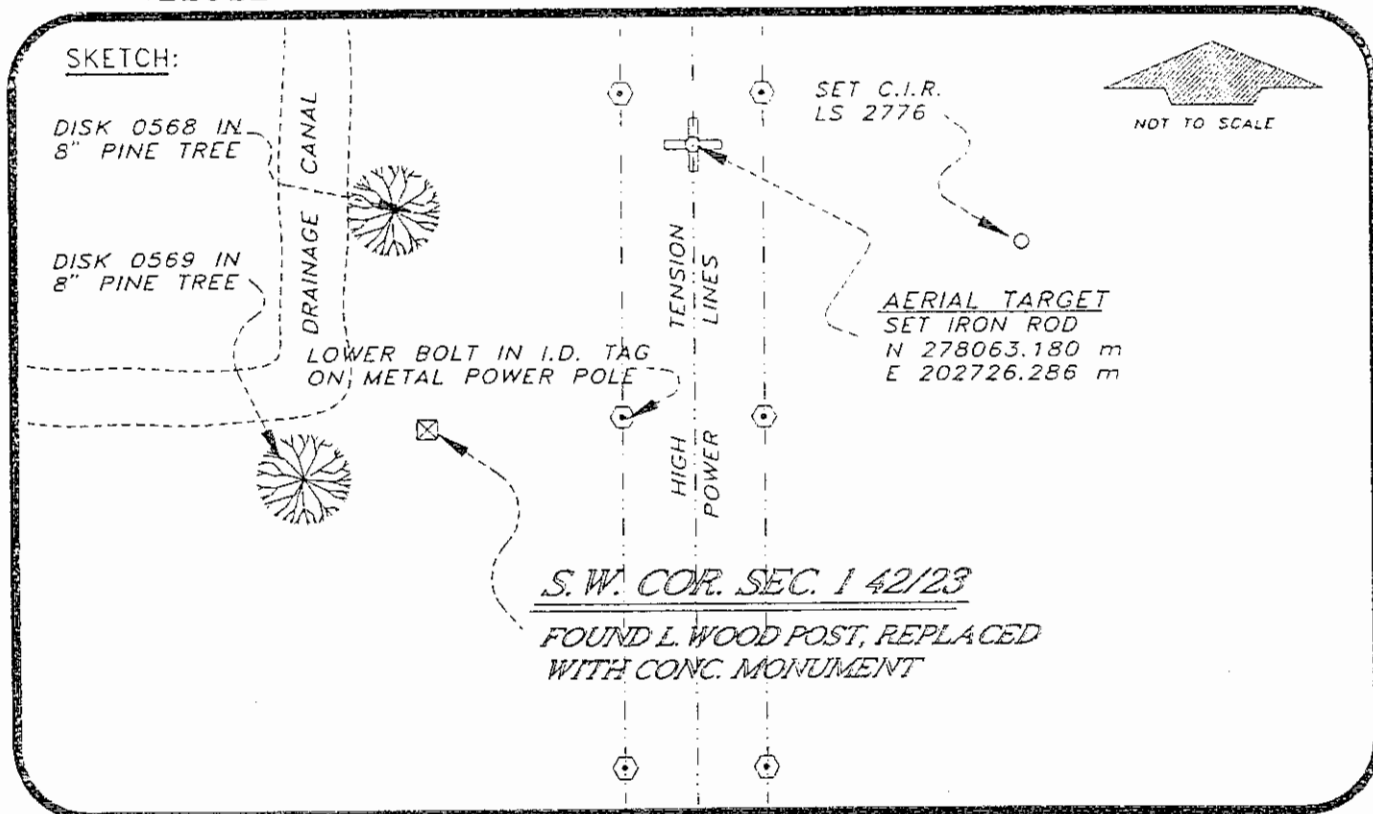 SKETCH:
DISK 0568 IN
8" PINE TREE
DISK 0569 IN
8" PINE TREE
DRAINAGE CANAL
SET C.I.R.
LS 2776
NOT TO SCALE
AERIAL TARGET
SET IRON ROD
N 278063.180 m
E 202726.286 m
LOWER BOLT IN I.D. TAG
ON METAL POWER POLE
HIGH TENSION
POWER LINES
S.W. COR. SEC. 1 42/23
FOUND L. WOOD POST, REPLACED
WITH CONC. MONUMENT